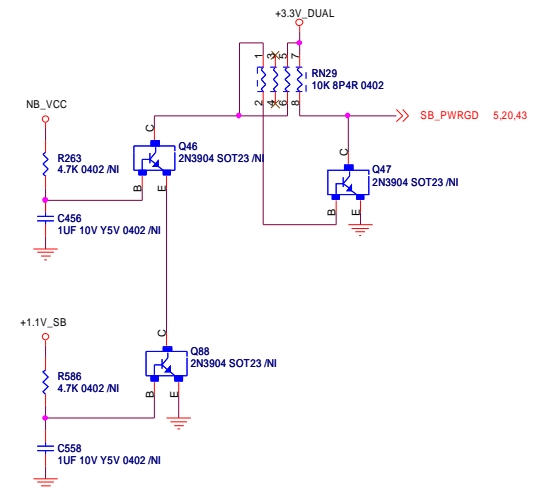 +3.3V_DUAL
1
3
5
7
RN29
10K 8P4R 0402
2
4
6
8
NB_VCC
SB_PWRGD 5,20,43
C
Q46
2N3904 SOT23 /NI
R263
4.7K 0402 /NI
B
E
C
Q47
2N3904 SOT23 /NI
B
E
C456
1UF 10V Y5V 0402 /NI
+1.1V_SB
C
Q88
2N3904 SOT23 /NI
R586
4.7K 0402 /NI
B
E
C558
1UF 10V Y5V 0402 /NI